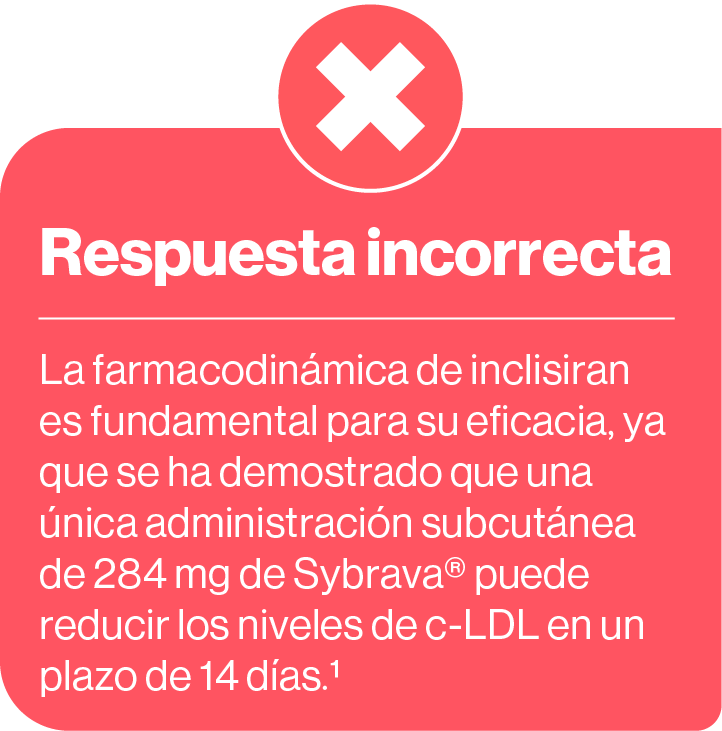 Respuesta incorrecta
La farmacodinámica de inclisiran
es fundamental para su eficacia, ya
que se ha demostrado que una
única administración subcutánea
de 284 mg de Sybrava® puede
reducir los niveles de c-LDL en un
plazo de 14 días.¹